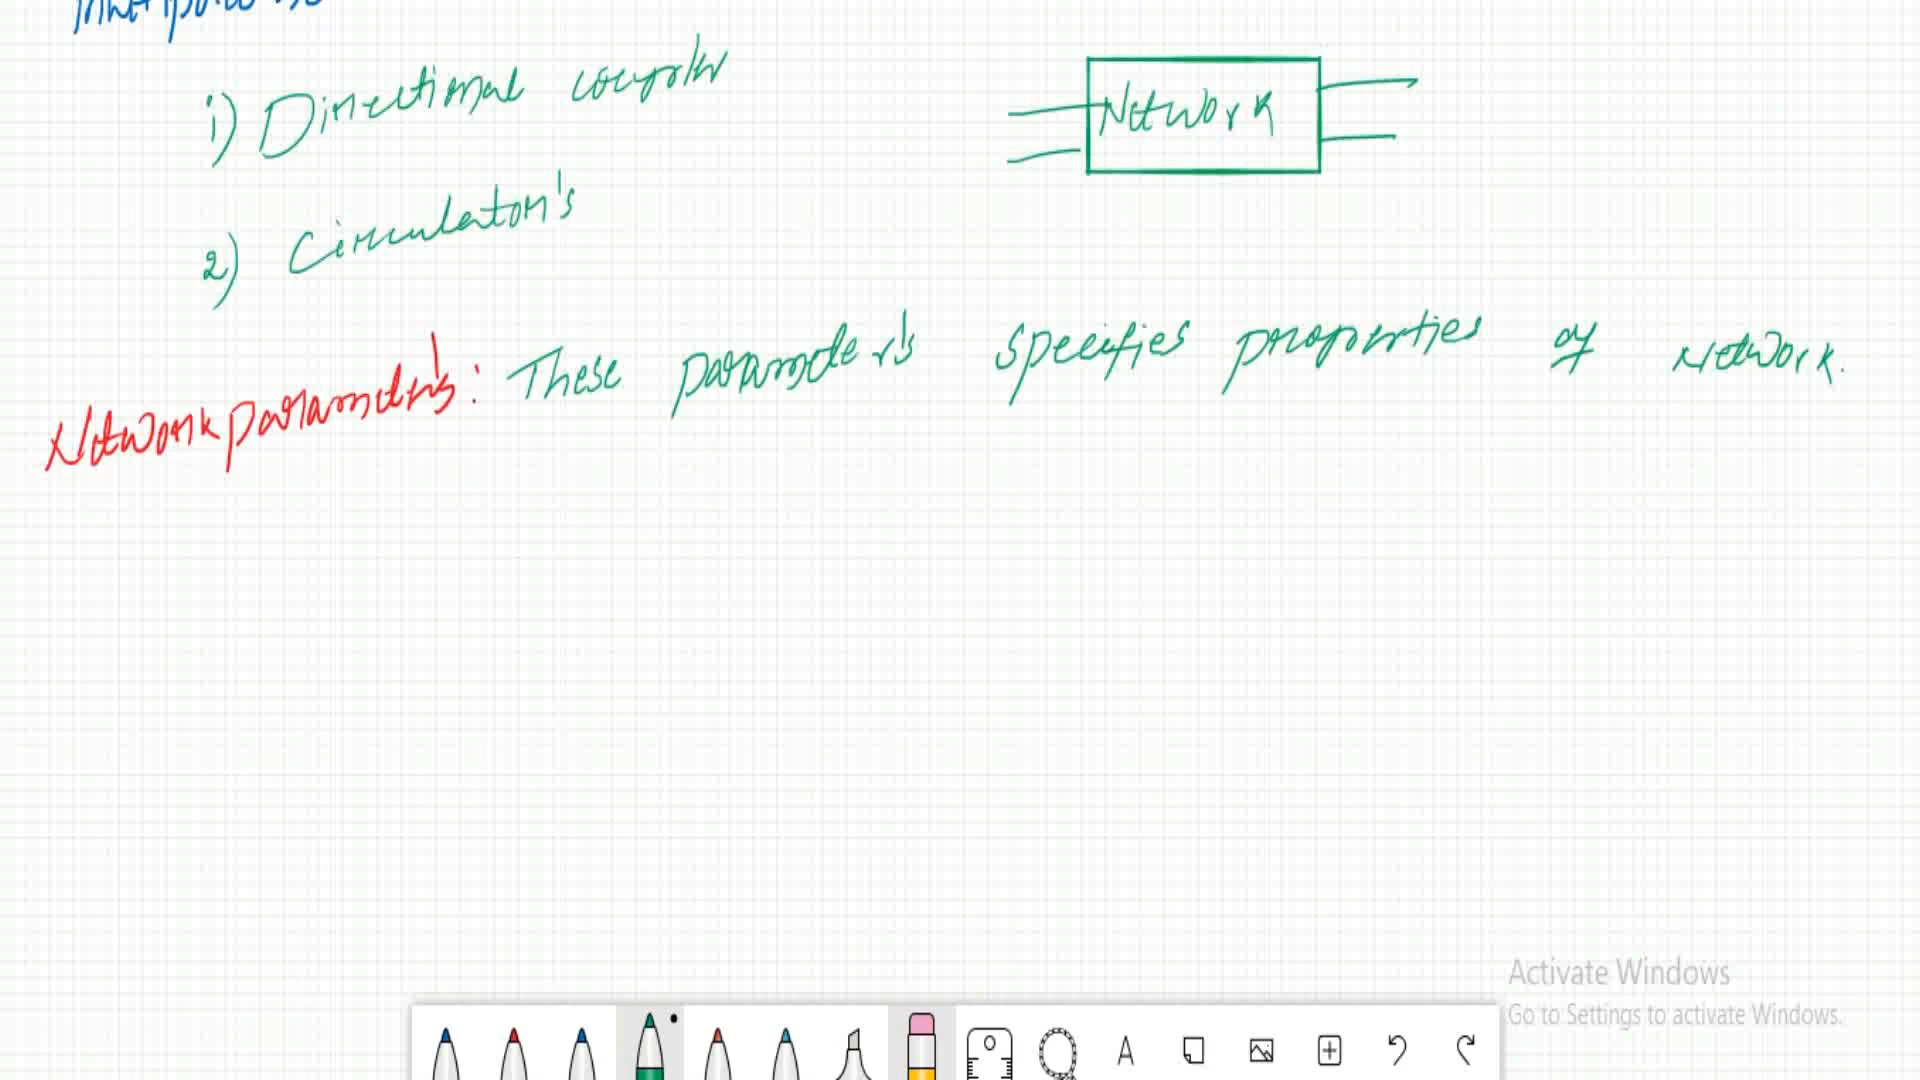 1) Directional coupler
Network
2) Circulator's
Network parameter's: These parameter's specifies properties of Network.
Activate Windows
Go to Settings to activate Windows.